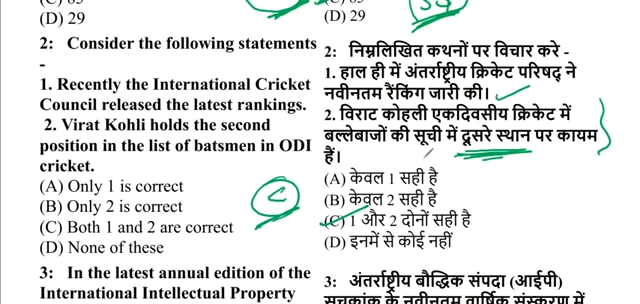 (D) 29
2: Consider the following statements
-
1. Recently the International Cricket
Council released the latest rankings.
2. Virat Kohli holds the second
position in the list of batsmen in ODI
cricket.
(A) Only 1 is correct
(B) Only 2 is correct
(C) Both 1 and 2 are correct
(D) None of these
C
3: In the latest annual edition of the
International Intellectual Property
(D) 29
2: निम्नलिखित कथनों पर विचार करे -
1. हाल ही में अंतर्राष्ट्रीय क्रिकेट परिषद् ने
नवीनतम रैंकिंग जारी की।
2. विराट कोहली एकदिवसीय क्रिकेट में
बल्लेबाजों की सूची में दूसरे स्थान पर कायम
हैं।
(A) केवल 1 सही है
(B) केवल 2 सही है
(C) 1 और 2 दोनों सही है
(D) इनमें से कोई नहीं
3: अंतर्राष्ट्रीय बौद्धिक संपदा (आईपी)
सूचकांक के नवीनतम वार्षिक संस्करण में